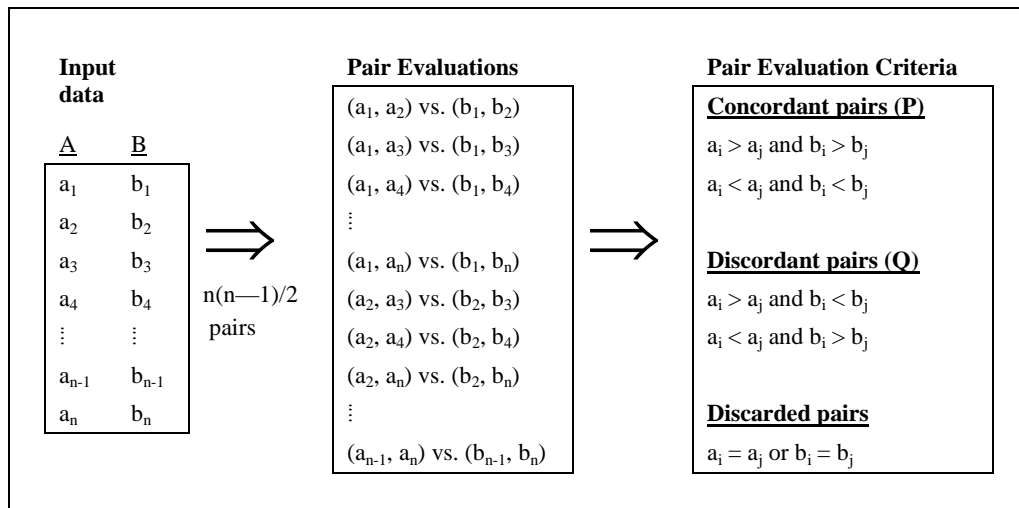 Input
data
A B
a₁ b₁
a₂ b₂
a₃ b₃
a₄ b₄
⋮ ⋮
aₙ₋₁ bₙ₋₁
aₙ bₙ
n(n—1)/2
pairs
Pair Evaluations
(a₁, a₂) vs. (b₁, b₂)
(a₁, a₃) vs. (b₁, b₃)
(a₁, a₄) vs. (b₁, b₄)
⋮
(a₁, aₙ) vs. (b₁, bₙ)
(a₂, a₃) vs. (b₂, b₃)
(a₂, a₄) vs. (b₂, b₄)
(a₂, aₙ) vs. (b₂, bₙ)
⋮
(aₙ₋₁, aₙ) vs. (bₙ₋₁, bₙ)
Pair Evaluation Criteria
Concordant pairs (P)
aᵢ > aⱼ and bᵢ > bⱼ
aᵢ < aⱼ and bᵢ < bⱼ
Discordant pairs (Q)
aᵢ > aⱼ and bᵢ < bⱼ
aᵢ < aⱼ and bᵢ > bⱼ
Discarded pairs
aᵢ = aⱼ or bᵢ = bⱼ